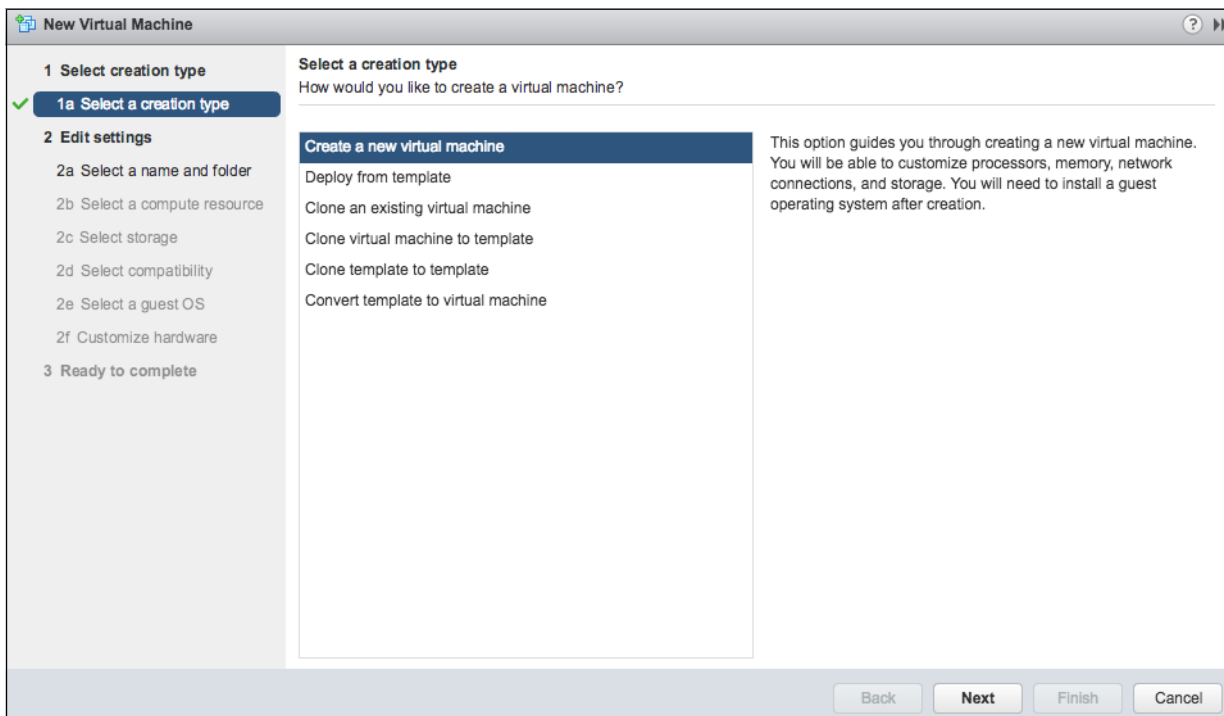 New Virtual Machine
?
1 Select creation type
1a Select a creation type
2 Edit settings
2a Select a name and folder
2b Select a compute resource
2c Select storage
2d Select compatibility
2e Select a guest OS
2f Customize hardware
3 Ready to complete
Select a creation type
How would you like to create a virtual machine?
Create a new virtual machine
Deploy from template
Clone an existing virtual machine
Clone virtual machine to template
Clone template to template
Convert template to virtual machine
This option guides you through creating a new virtual machine.
You will be able to customize processors, memory, network
connections, and storage. You will need to install a guest
operating system after creation.
Back
Next
Finish
Cancel